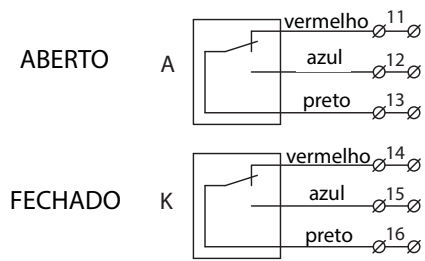 vermelho 11
ABERTO A azul 12
preto 13
vermelho 14
FECHADO K azul 15
preto 16